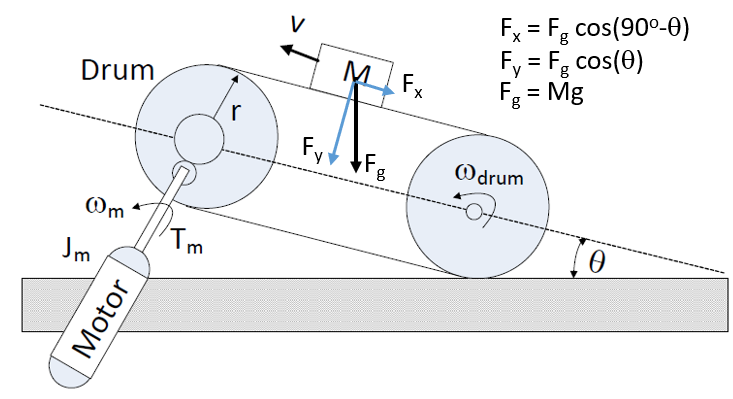 Fx = Fg cos(90º-θ)
Fy = Fg cos(θ)
Fg = Mg
v
Drum
M
Fx
r
Fy
Fg
ωdrum
ωm
Tm
Jm
θ
Motor